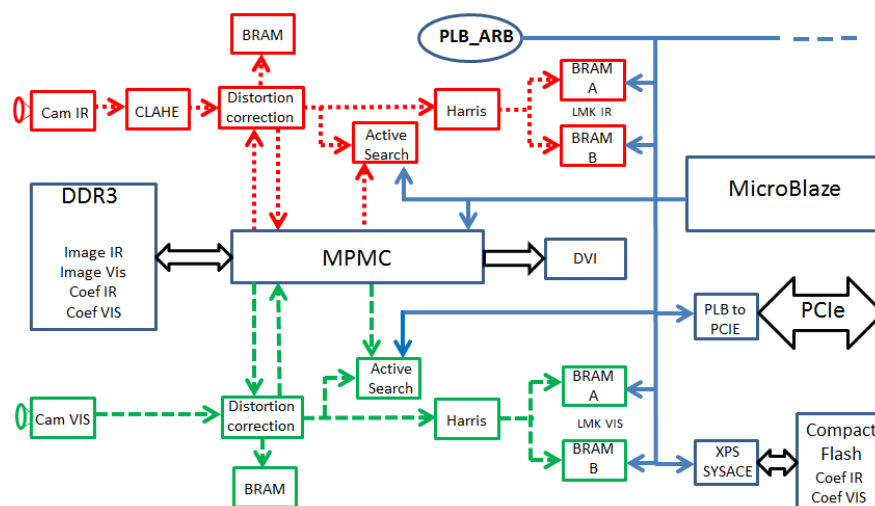 BRAM
PLB_ARB
Cam IR
CLAHE
Distortion
correction
Harris
BRAM
A
LMK IR
BRAM
B
Active
Search
MicroBlaze
DDR3
Image IR
Image Vis
Coef IR
Coef VIS
MPMC
DVI
PLB to
PCIE
PCIe
Active
Search
BRAM
A
LMK VIS
BRAM
B
Cam VIS
Distortion
correction
Harris
BRAM
XPS
SYSACE
Compact
Flash
Coef IR
Coef VIS